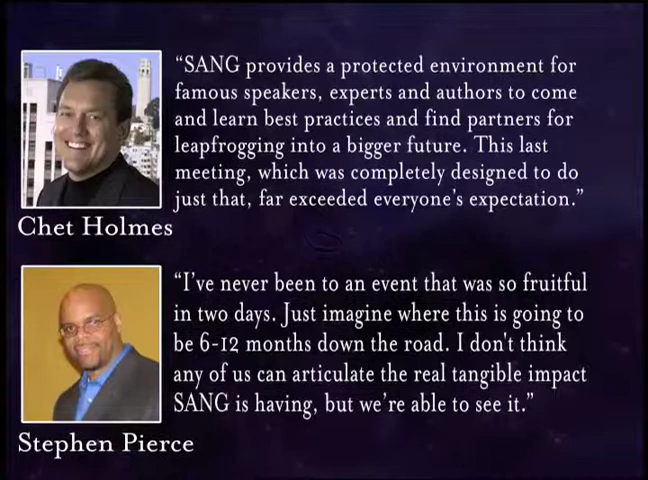 “SANG provides a protected environment for
famous speakers, experts and authors to come
and learn best practices and find partners for
leapfrogging into a bigger future. This last
meeting, which was completely designed to do
just that, far exceeded everyone’s expectation.”
Chet Holmes
“I’ve never been to an event that was so fruitful
in two days. Just imagine where this is going to
be 6-12 months down the road. I don't think
any of us can articulate the real tangible impact
SANG is having, but we’re able to see it.”
Stephen Pierce